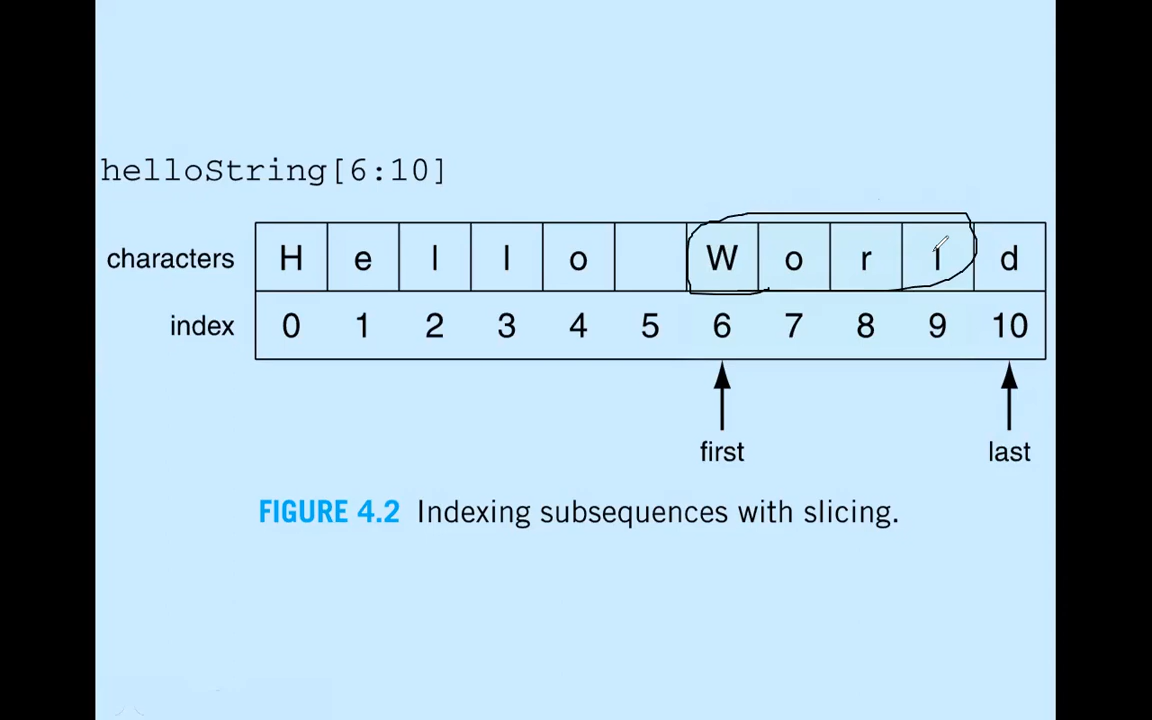 helloString[6:10]
characters H e l l o W o r l d
index 0 1 2 3 4 5 6 7 8 9 10
first last
FIGURE 4.2 Indexing subsequences with slicing.